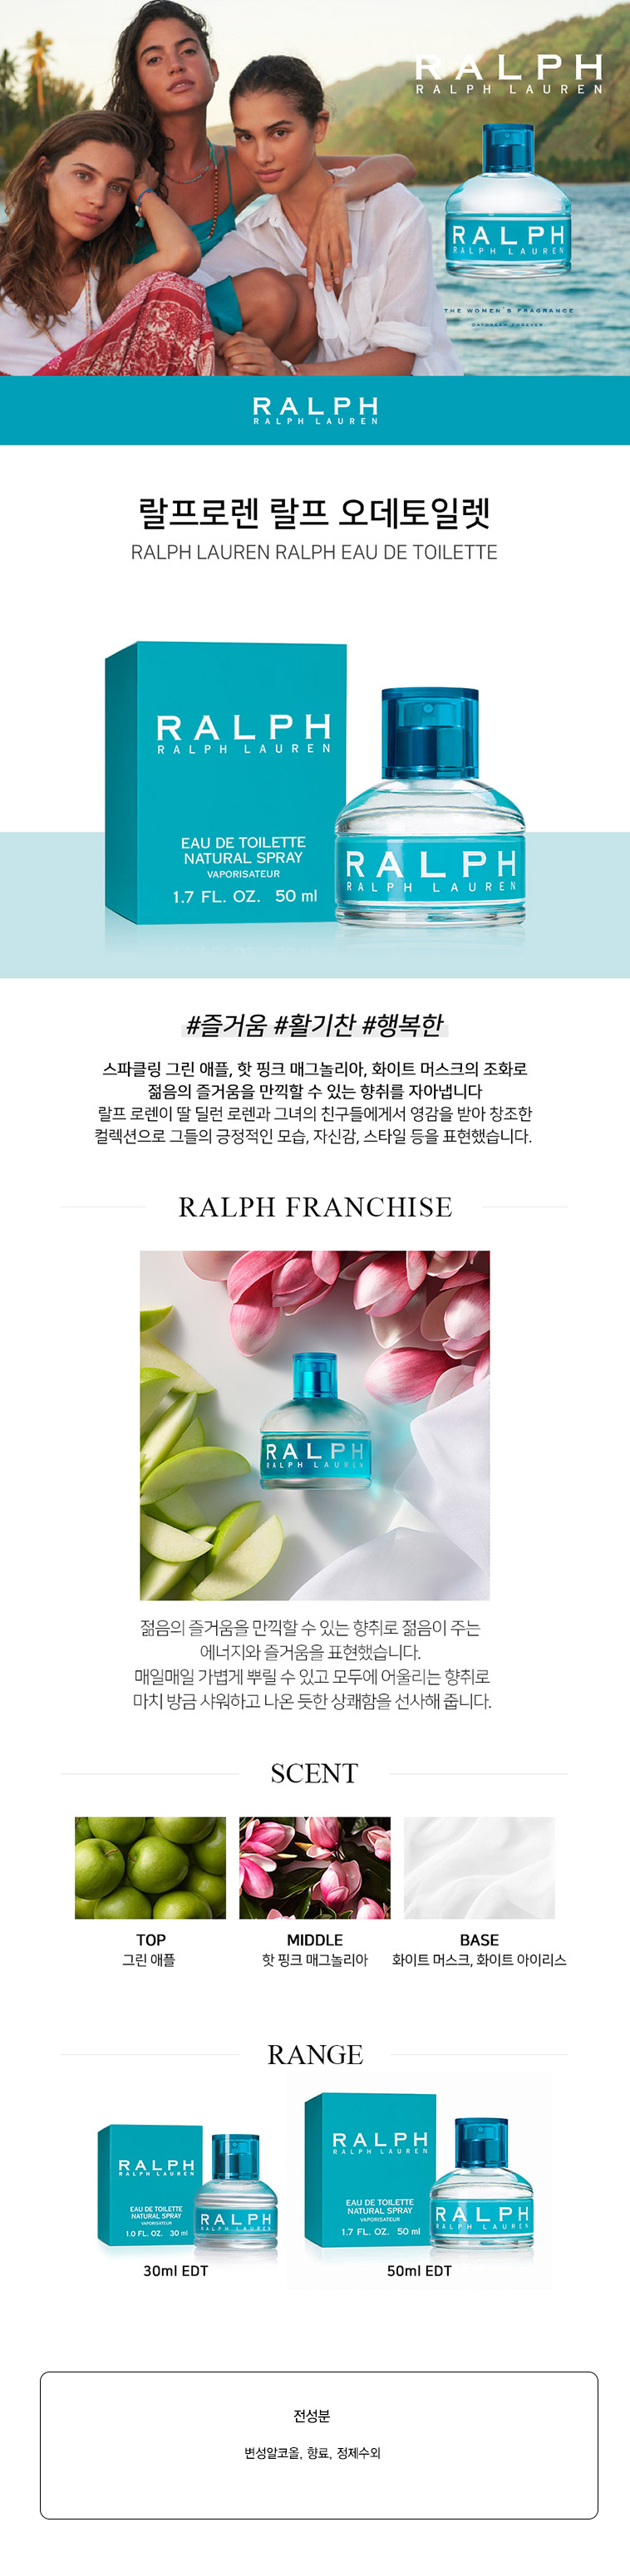 RALPH
RALPH LAUREN
RALPH
RALPH LAUREN
THE WOMEN'S FRAGRANCE
DAYDREAM FOREVER
RALPH
RALPH LAUREN
랄프로렌 랄프 오데토일렛
RALPH LAUREN RALPH EAU DE TOILETTE
RALPH
RALPH LAUREN
EAU DE TOILETTE
NATURAL SPRAY
VAPORISATEUR
1.7 FL. OZ. 50 ml
RALPH
RALPH LAUREN
#즐거움 #활기찬 #행복한
스파클링 그린 애플, 핫 핑크 매그놀리아, 화이트 머스크의 조화로
젊음의 즐거움을 만끽할 수 있는 향취를 자아냅니다
랄프 로렌이 딸 딜런 로렌과 그녀의 친구들에게서 영감을 받아 창조한
컬렉션으로 그들의 긍정적인 모습, 자신감, 스타일 등을 표현했습니다.
RALPH FRANCHISE
RALPH
RALPH LAUREN
젊음의 즐거움을 만끽할 수 있는 향취로 젊음이 주는
에너지와 즐거움을 표현했습니다.
매일매일 가볍게 뿌릴 수 있고 모두에 어울리는 향취로
마치 방금 샤워하고 나온 듯한 상쾌함을 선사해 줍니다.
SCENT
TOP
그린 애플
MIDDLE
핫 핑크 매그놀리아
BASE
화이트 머스크, 화이트 아이리스
RANGE
RALPH
RALPH LAUREN
EAU DE TOILETTE
NATURAL SPRAY
VAPORISATEUR
1.0 FL. OZ. 30 ml
RALPH
RALPH LAUREN
30ml EDT
RALPH
RALPH LAUREN
EAU DE TOILETTE
NATURAL SPRAY
VAPORISATEUR
1.7 FL. OZ. 50 ml
RALPH
RALPH LAUREN
50ml EDT
전성분
변성알코올, 향료, 정제수외